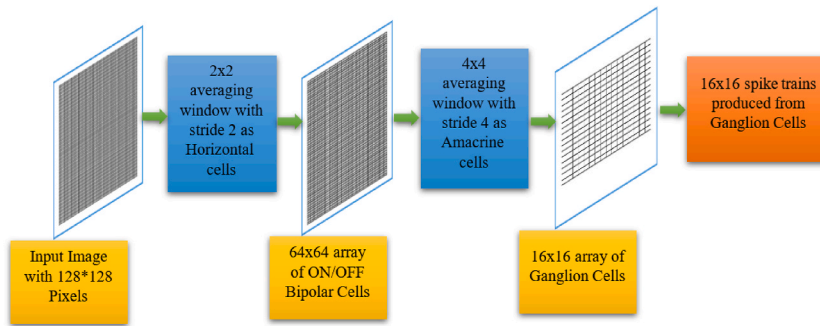 2x2
averaging
window with
stride 2 as
Horizontal
cells
4x4
averaging
window with
stride 4 as
Amacrine
cells
16x16 spike trains
produced from
Ganglion Cells
Input Image
with 128*128
Pixels
64x64 array
of ON/OFF
Bipolar Cells
16x16 array of
Ganglion Cells